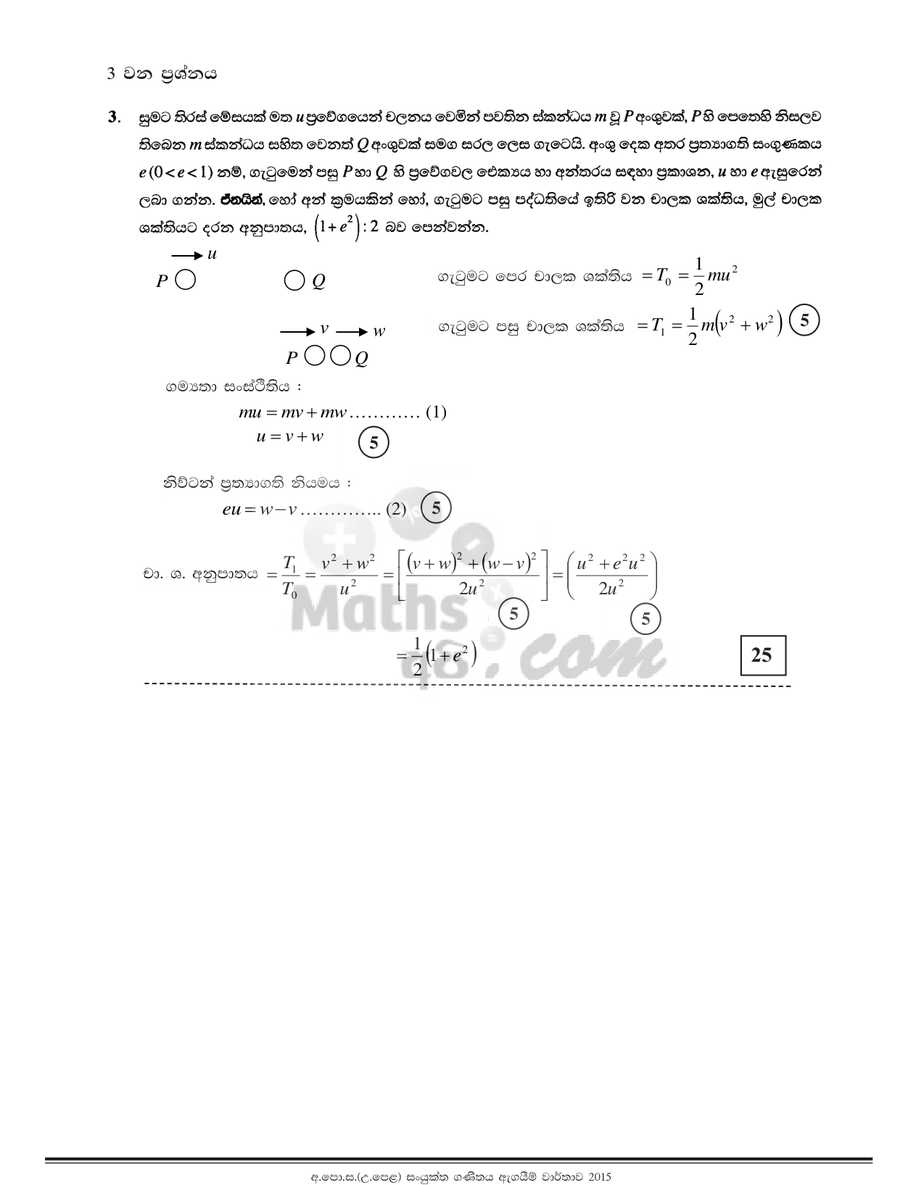 3 වන ප්‍රශ්නය
3. සුමට තිරස් මේසයක් මත u ප්‍රවේගයෙන් චලනය වෙමින් පවතින ස්කන්ධය m වූ P අංශුවක්, P හි පෙතෙහි නිසලව
තිබෙන m ස්කන්ධය සහිත වෙනත් Q අංශුවක් සමග සරල ලෙස ගැටෙයි. අංශු දෙක අතර ප්‍රත්‍යාගති සංගුණකය
e (0 < e < 1) නම්, ගැටුමෙන් පසු P හා Q හි ප්‍රවේගවල ඓක්‍යය හා අන්තරය සඳහා ප්‍රකාශන, u හා e ඇසුරෙන්
ලබා ගන්න. ඒනයින්, හෝ අන් ක්‍රමයකින් හෝ, ගැටුමට පසු පද්ධතියේ ඉතිරි වන චාලක ශක්තිය, මුල් චාලක
ශක්තියට දරන අනුපාතය, (1 + e²) : 2 බව පෙන්වන්න.
u
P Q
ගැටුමට පෙර චාලක ශක්තිය = T₀ = 1/2 mu²
v w
P Q
ගැටුමට පසු චාලක ශක්තිය = T₁ = 1/2 m(v² + w²) 5
ගම්‍යතා සංස්ථිතිය :
mu = mv + mw ............ (1)
u = v + w 5
නිව්ටන් ප්‍රත්‍යාගති නියමය :
eu = w − v .............. (2) 5
චා. ශ. අනුපාතය = T₁/T₀ = (v² + w²)/u² = [((v + w)² + (w − v)²)/2u²] = ((u² + e²u²)/2u²)
5 5
= 1/2 (1 + e²) 25
Maths
අපි.com
අ.පො.ස.(උ.පෙළ) සංයුක්ත ගණිතය ඇගයීම් වාර්තාව 2015